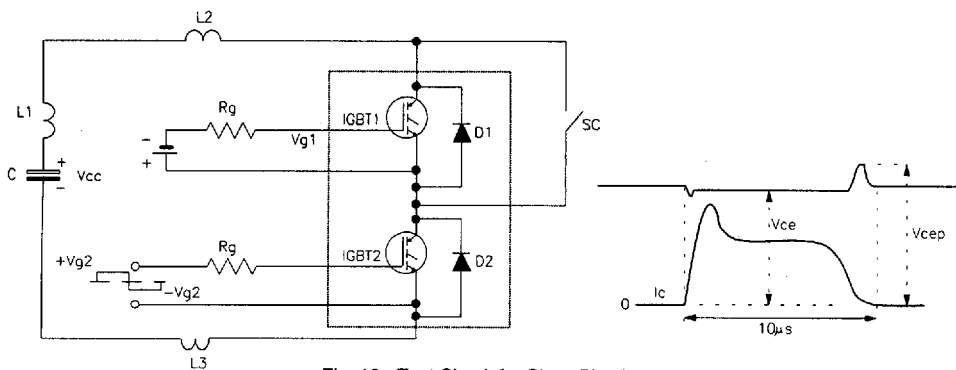 L2
L1
Rg
IGBT1
Vg1
D1
SC
-
+
C
+
Vcc
-
Rg
IGBT2
D2
+Vg2
-Vg2
L3
Vce
Vcep
0
Ic
10µs